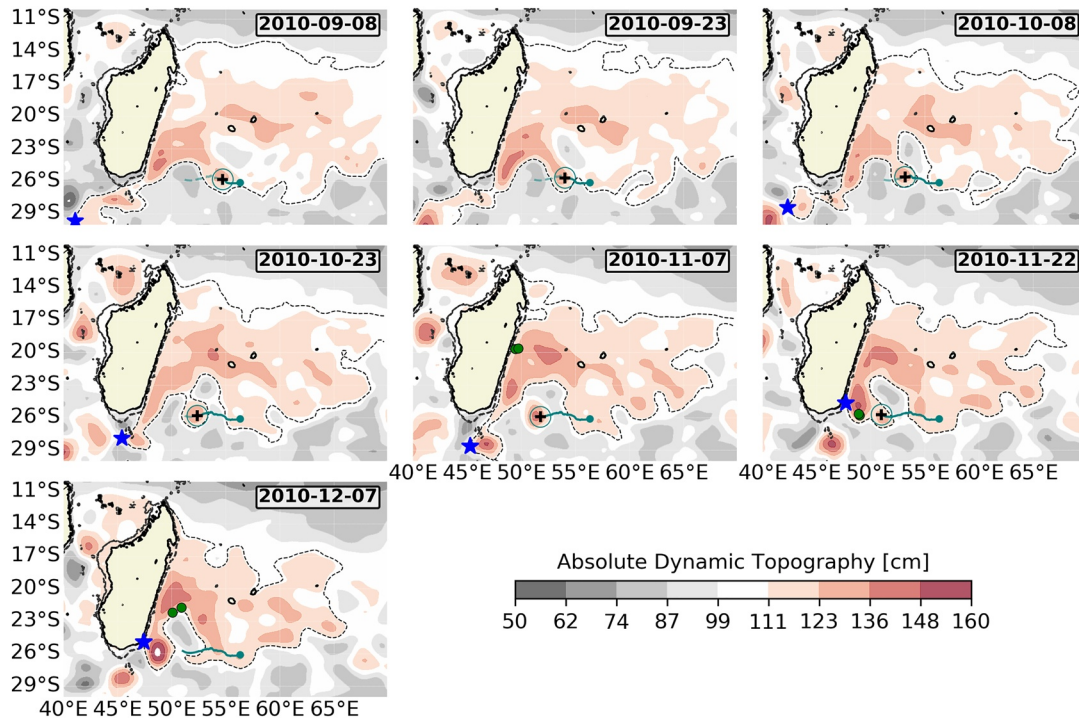 2010-09-08 2010-09-23 2010-10-08
11°S
14°S
17°S
20°S
23°S
26°S
29°S
2010-10-23 2010-11-07 2010-11-22
11°S
14°S
17°S
20°S
23°S
26°S
29°S
40°E 45°E 50°E 55°E 60°E 65°E 40°E 45°E 50°E 55°E 60°E 65°E
2010-12-07
11°S
14°S
17°S
20°S
23°S
26°S
29°S
40°E 45°E 50°E 55°E 60°E 65°E
Absolute Dynamic Topography [cm]
50 62 74 87 99 111 123 136 148 160